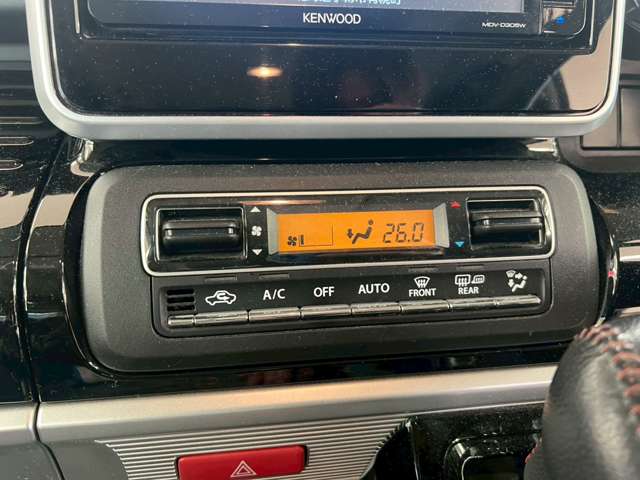 KENWOOD
MDV-D305W
26.0
A/C OFF AUTO FRONT REAR